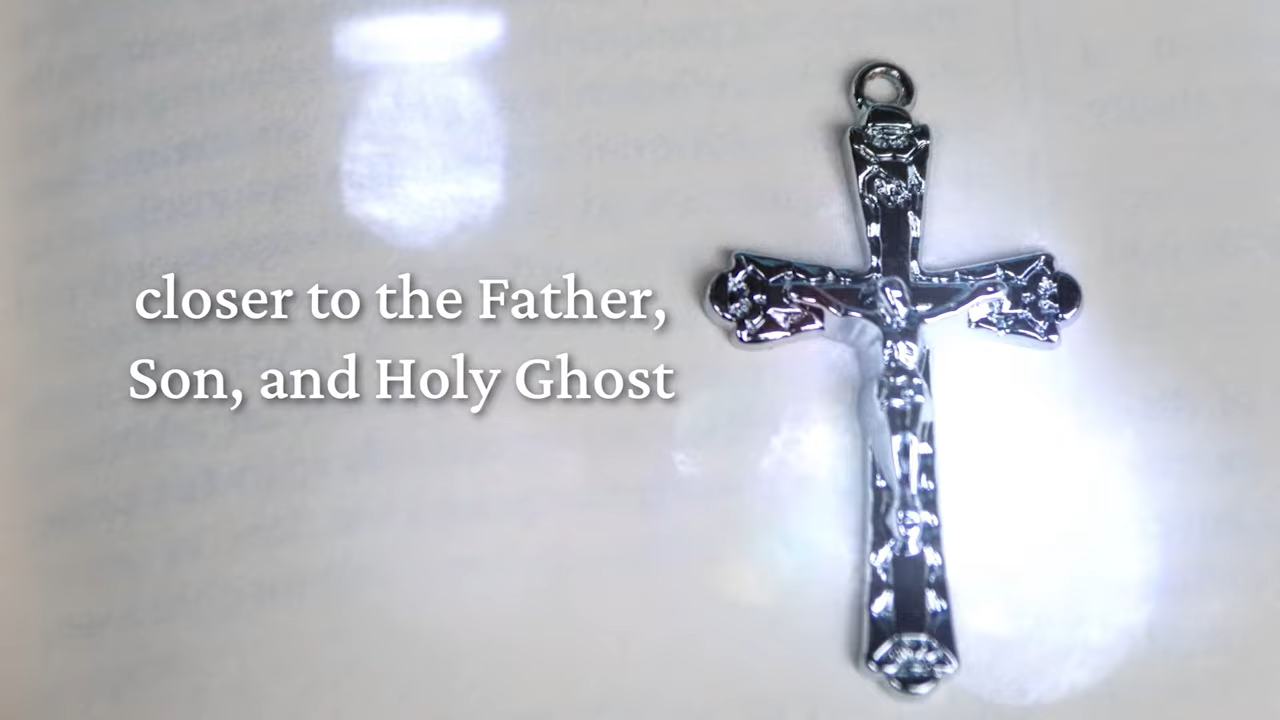 closer to the Father,
Son, and Holy Ghost